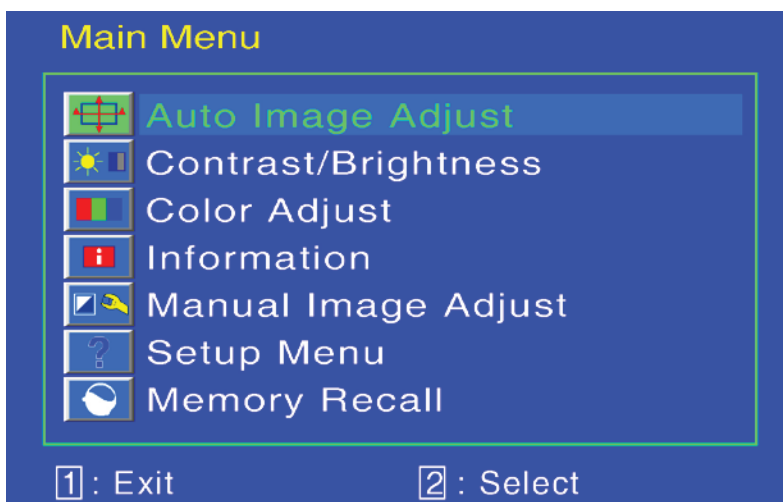 Main Menu
Auto Image Adjust
Contrast/Brightness
Color Adjust
i Information
Manual Image Adjust
? Setup Menu
Memory Recall
1 : Exit 2 : Select